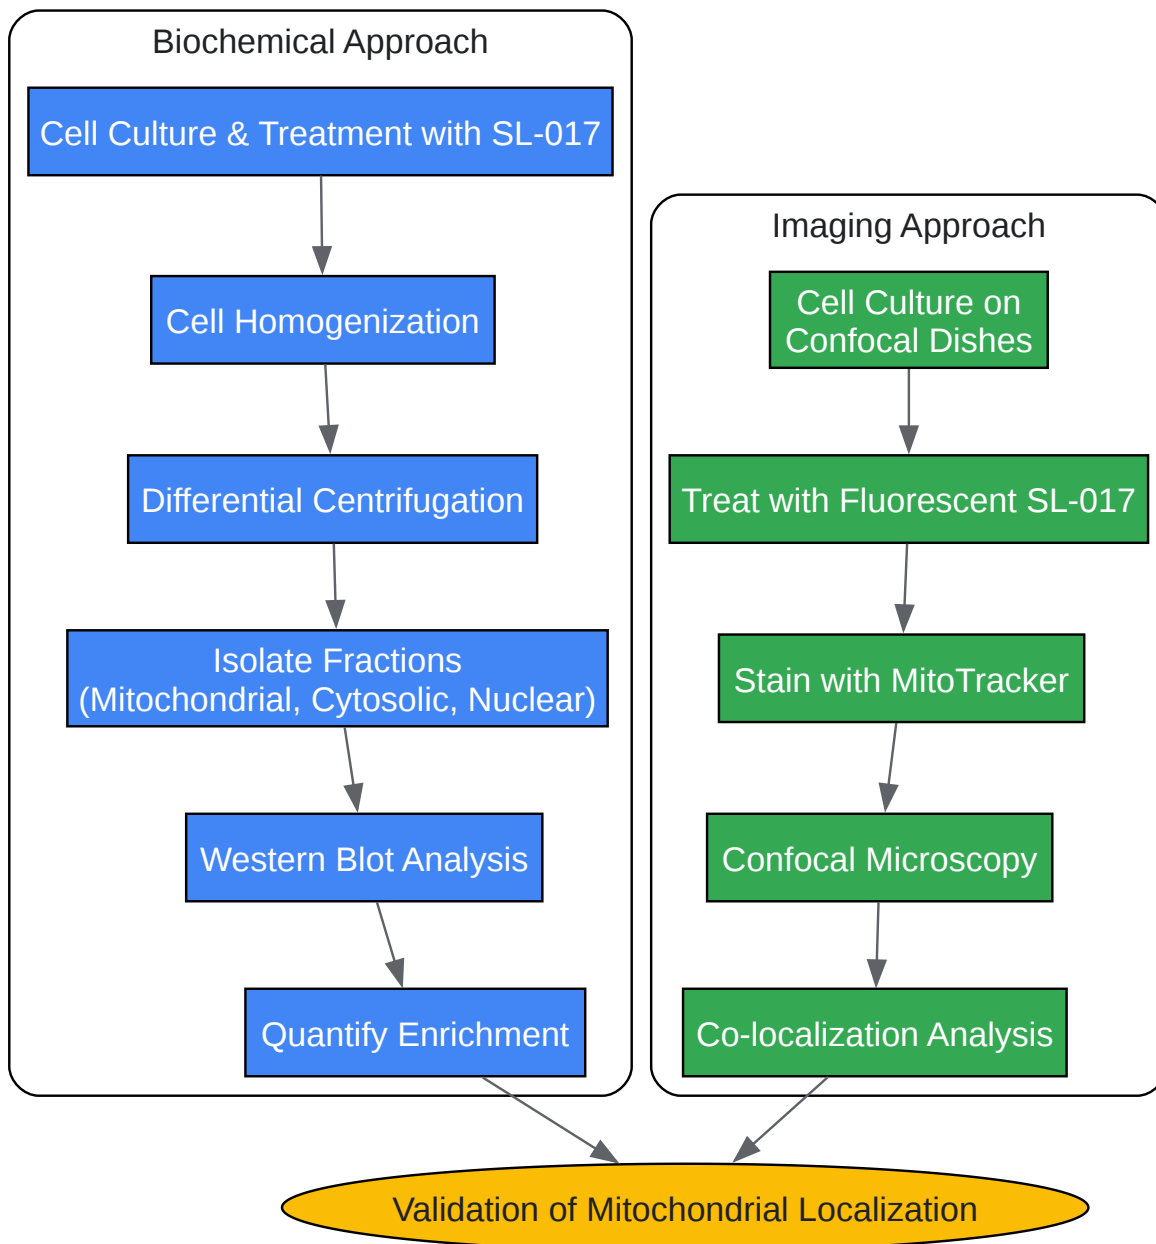 Biochemical Approach
Cell Culture & Treatment with SL-017
Cell Homogenization
Differential Centrifugation
Isolate Fractions
(Mitochondrial, Cytosolic, Nuclear)
Western Blot Analysis
Quantify Enrichment
Imaging Approach
Cell Culture on
Confocal Dishes
Treat with Fluorescent SL-017
Stain with MitoTracker
Confocal Microscopy
Co-localization Analysis
Validation of Mitochondrial Localization